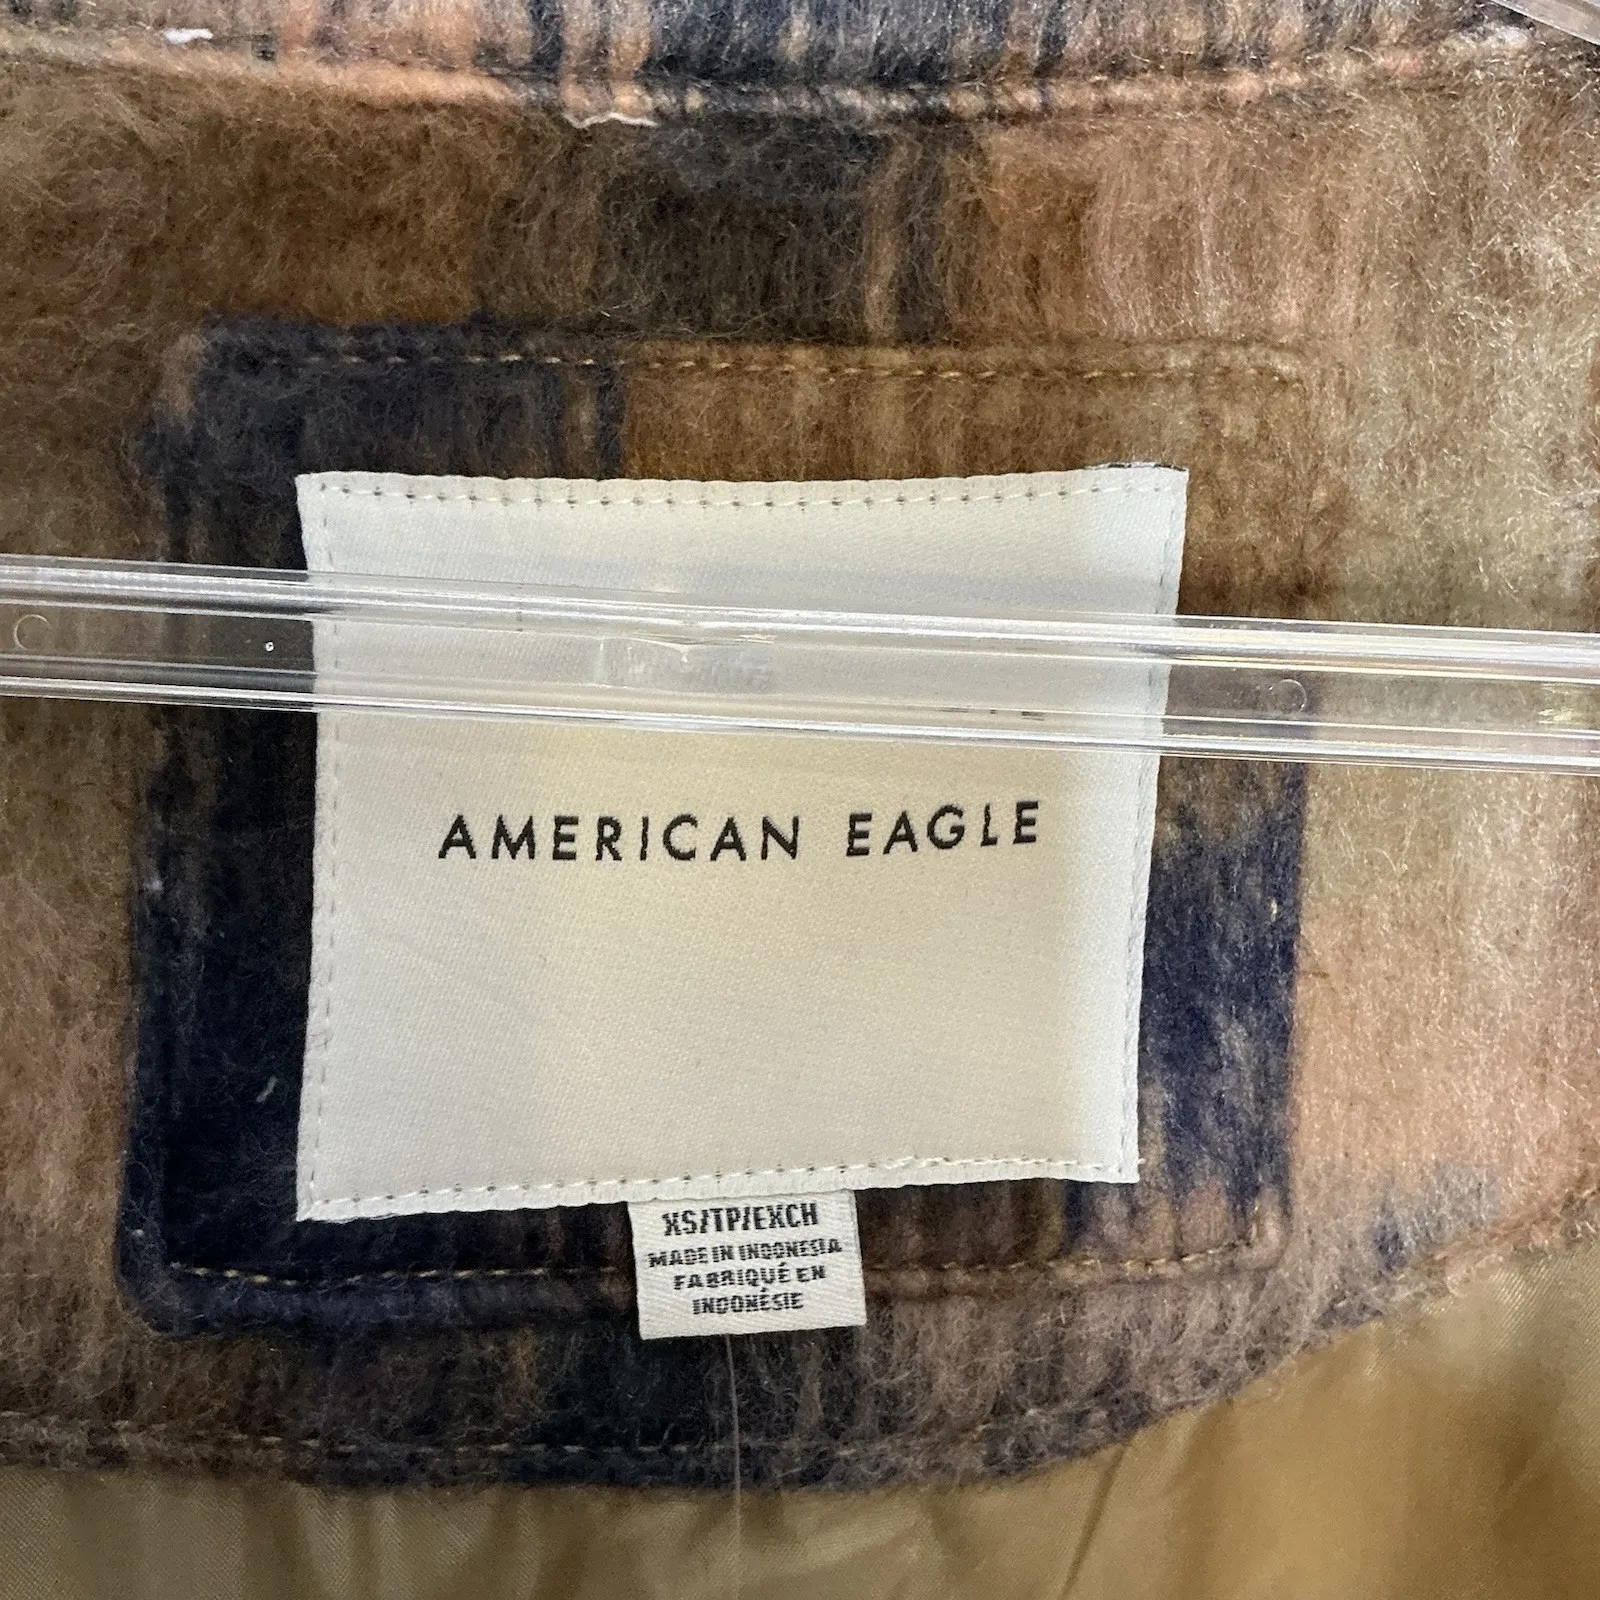 AMERICAN EAGLE
XS/TP/EXCH
MADE IN INDONESIA
FABRIQUÉ EN
INDONÉSIE